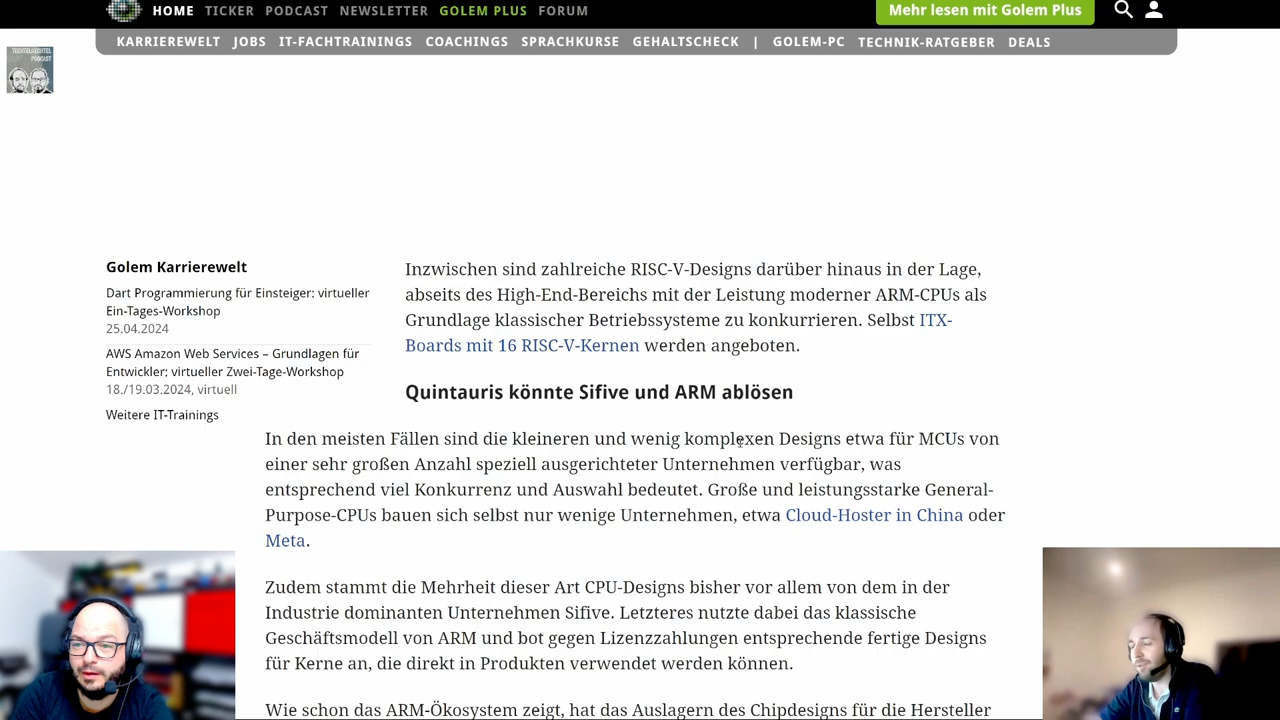 HOME TICKER PODCAST NEWSLETTER GOLEM PLUS FORUM
Mehr lesen mit Golem Plus
KARRIEREWELT JOBS IT-FACHTRAININGS COACHINGS SPRACHKURSE GEHALTSCHECK | GOLEM-PC TECHNIK-RATGEBER DEALS
TECHTELMECHTEL
PODCAST
Golem Karrierewelt
Dart Programmierung für Einsteiger: virtueller
Ein-Tages-Workshop
25.04.2024
AWS Amazon Web Services – Grundlagen für
Entwickler: virtueller Zwei-Tage-Workshop
18./19.03.2024, virtuell
Weitere IT-Trainings
Inzwischen sind zahlreiche RISC-V-Designs darüber hinaus in der Lage,
abseits des High-End-Bereichs mit der Leistung moderner ARM-CPUs als
Grundlage klassischer Betriebssysteme zu konkurrieren. Selbst ITX-
Boards mit 16 RISC-V-Kernen werden angeboten.
Quintauris könnte Sifive und ARM ablösen
In den meisten Fällen sind die kleineren und wenig komplexen Designs etwa für MCUs von
einer sehr großen Anzahl speziell ausgerichteter Unternehmen verfügbar, was
entsprechend viel Konkurrenz und Auswahl bedeutet. Große und leistungsstarke General-
Purpose-CPUs bauen sich selbst nur wenige Unternehmen, etwa Cloud-Hoster in China oder
Meta.
Zudem stammt die Mehrheit dieser Art CPU-Designs bisher vor allem von dem in der
Industrie dominanten Unternehmen Sifive. Letzteres nutzte dabei das klassische
Geschäftsmodell von ARM und bot gegen Lizenzzahlungen entsprechende fertige Designs
für Kerne an, die direkt in Produkten verwendet werden können.
Wie schon das ARM-Ökosystem zeigt, hat das Auslagern des Chipdesigns für die Hersteller